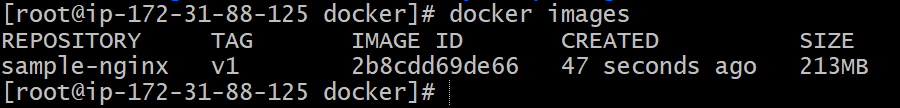 [root@ip-172-31-88-125 docker]# docker images
REPOSITORY     TAG       IMAGE ID       CREATED          SIZE
sample-nginx   v1        2b8cdd69de66   47 seconds ago   213MB
[root@ip-172-31-88-125 docker]#